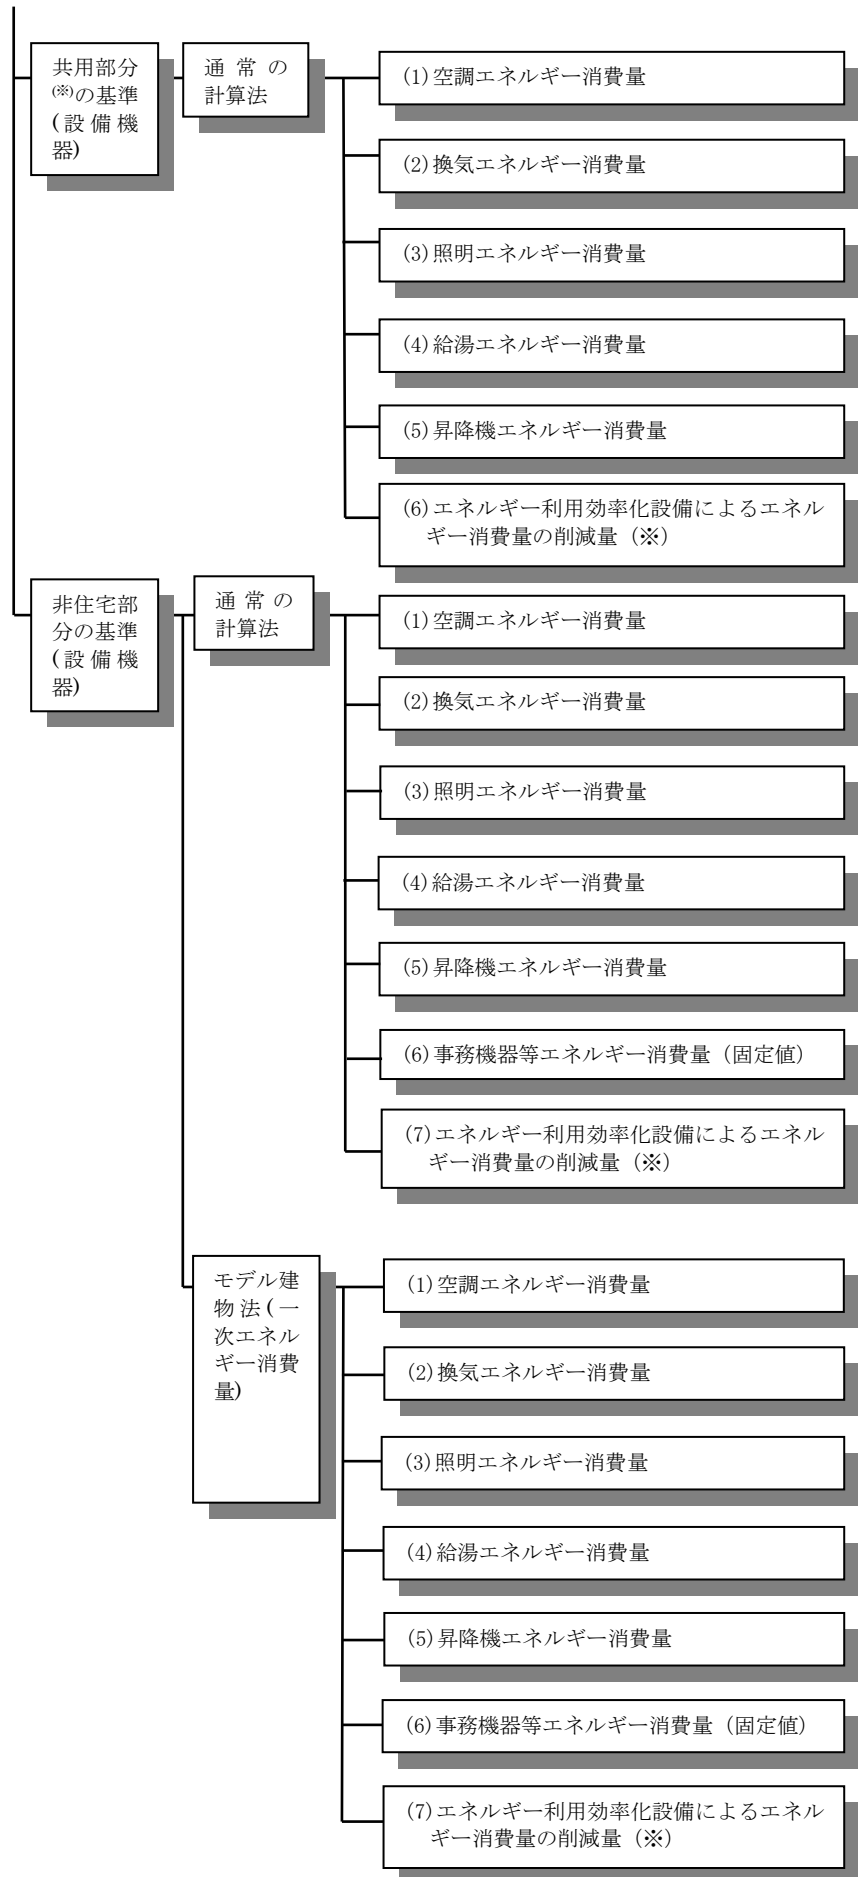 共用部分
(※)の基準
(設備機
器)
通常の
計算法
(1)空調エネルギー消費量
(2)換気エネルギー消費量
(3)照明エネルギー消費量
(4)給湯エネルギー消費量
(5)昇降機エネルギー消費量
(6)エネルギー利用効率化設備によるエネル
ギー消費量の削減量（※）
非住宅部
分の基準
(設備機
器)
通常の
計算法
(1)空調エネルギー消費量
(2)換気エネルギー消費量
(3)照明エネルギー消費量
(4)給湯エネルギー消費量
(5)昇降機エネルギー消費量
(6)事務機器等エネルギー消費量（固定値）
(7)エネルギー利用効率化設備によるエネル
ギー消費量の削減量（※）
モデル建
物法(一
次エネル
ギー消費
量)
(1)空調エネルギー消費量
(2)換気エネルギー消費量
(3)照明エネルギー消費量
(4)給湯エネルギー消費量
(5)昇降機エネルギー消費量
(6)事務機器等エネルギー消費量（固定値）
(7)エネルギー利用効率化設備によるエネル
ギー消費量の削減量（※）